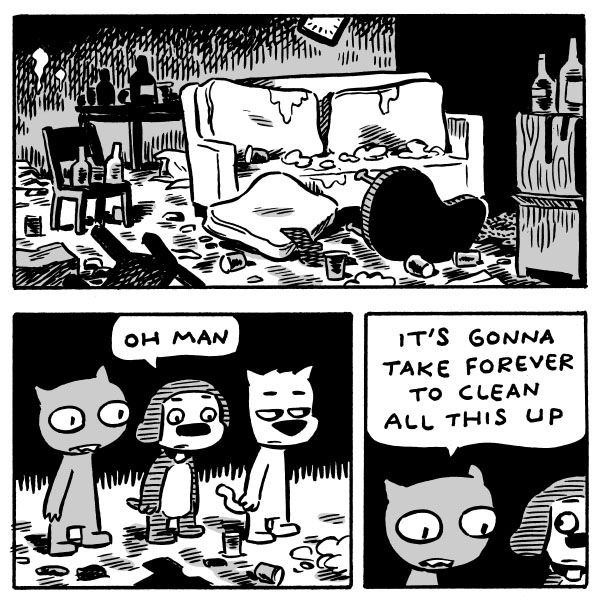 OH MAN
IT'S GONNA
TAKE FOREVER
TO CLEAN
ALL THIS UP